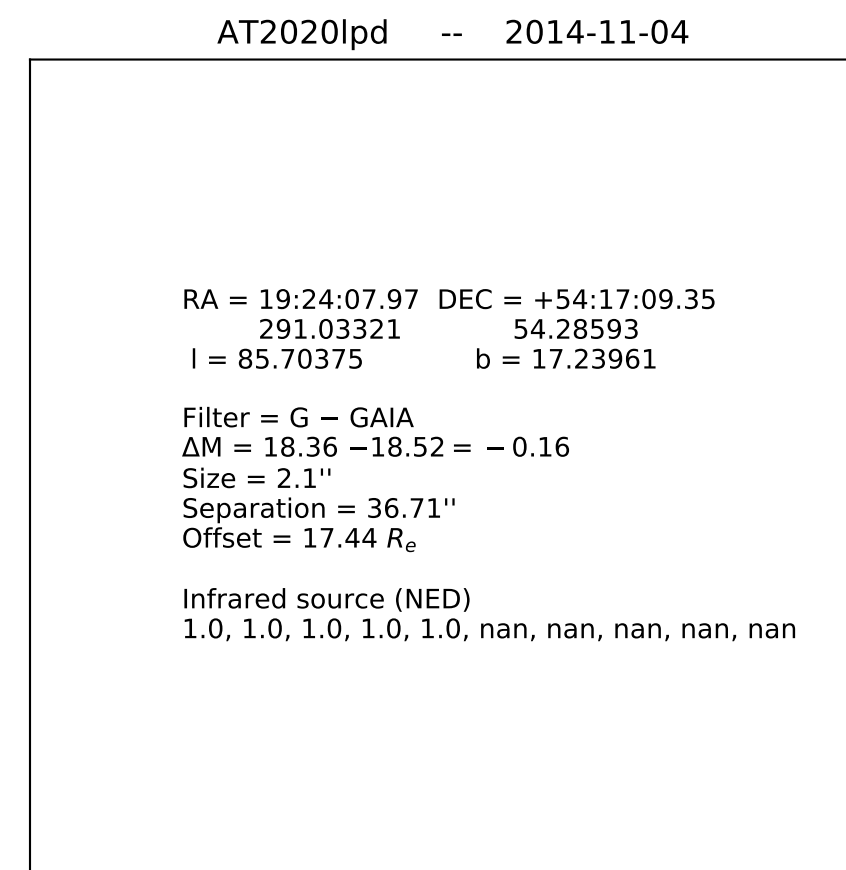 AT2020lpd -- 2014-11-04
RA = 19:24:07.97 DEC = +54:17:09.35
291.03321 54.28593
l = 85.70375 b = 17.23961
Filter = G − GAIA
ΔM = 18.36 −18.52 = − 0.16
Size = 2.1''
Separation = 36.71''
Offset = 17.44 Re
Infrared source (NED)
1.0, 1.0, 1.0, 1.0, 1.0, nan, nan, nan, nan, nan